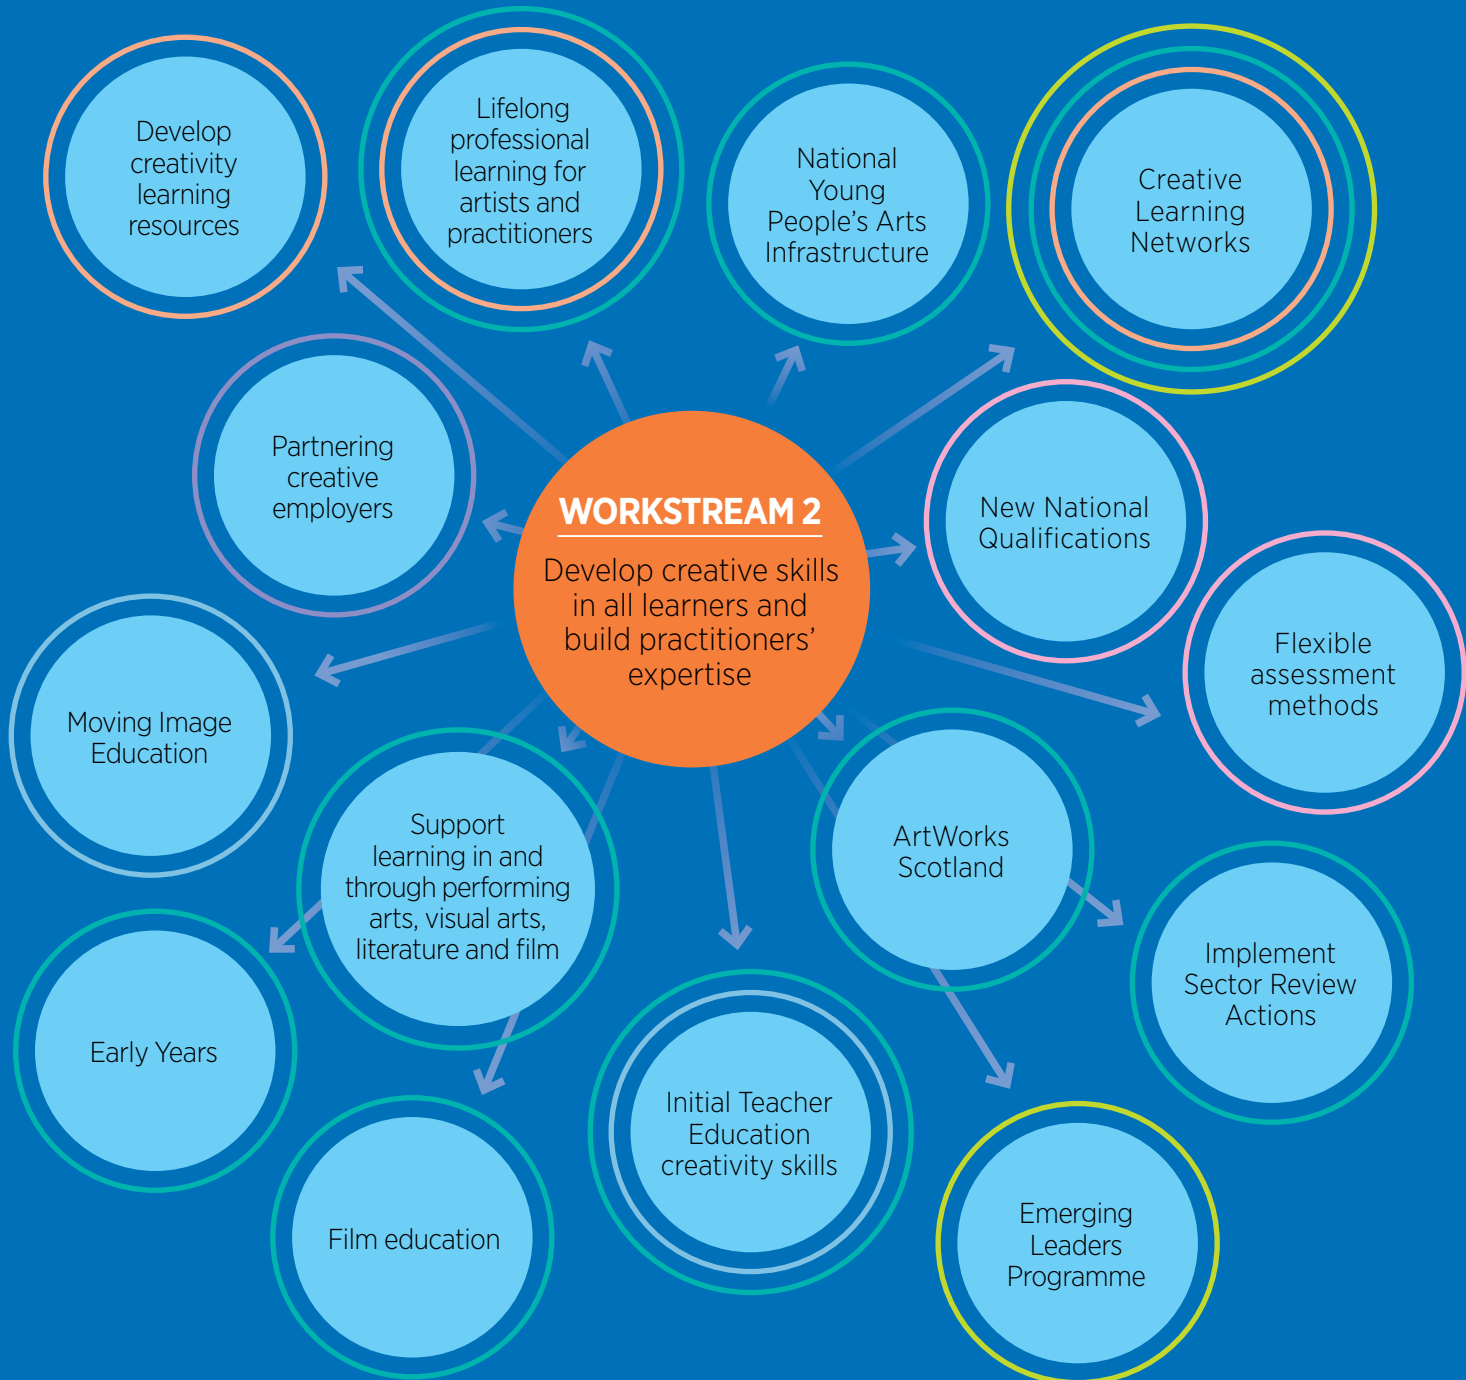 Develop
creativity
learning
resources
Lifelong
professional
learning for
artists and
practitioners
National
Young
People’s Arts
Infrastructure
Creative
Learning
Networks
Partnering
creative
employers
WORKSTREAM 2
Develop creative skills
in all learners and
build practitioners’
expertise
New National
Qualifications
Flexible
assessment
methods
Moving Image
Education
Support
learning in and
through performing
arts, visual arts,
literature and film
ArtWorks
Scotland
Implement
Sector Review
Actions
Early Years
Initial Teacher
Education
creativity skills
Film education
Emerging
Leaders
Programme